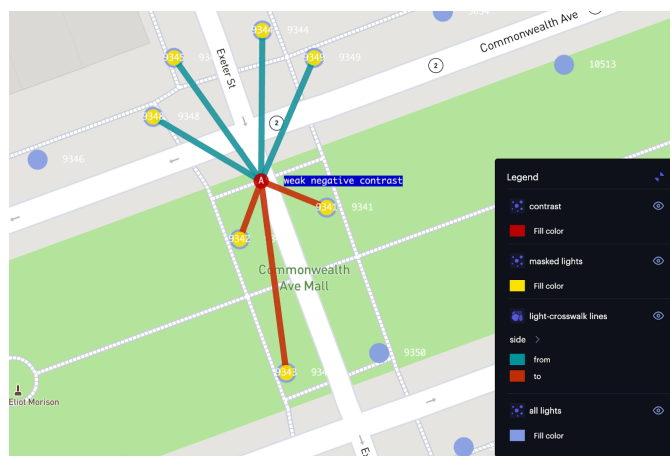 9344
9344
Commonwealth Ave
2
9345
Exeter St
9349
9349
10513
2
9348
9348
9346
A
weak negative contrast
9341
9341
9342
Commonwealth
Ave Mall
9350
9343
Eliot Morison
Legend
contrast
Fill color
masked lights
Fill color
light-crosswalk lines
side
from
to
all lights
Fill color